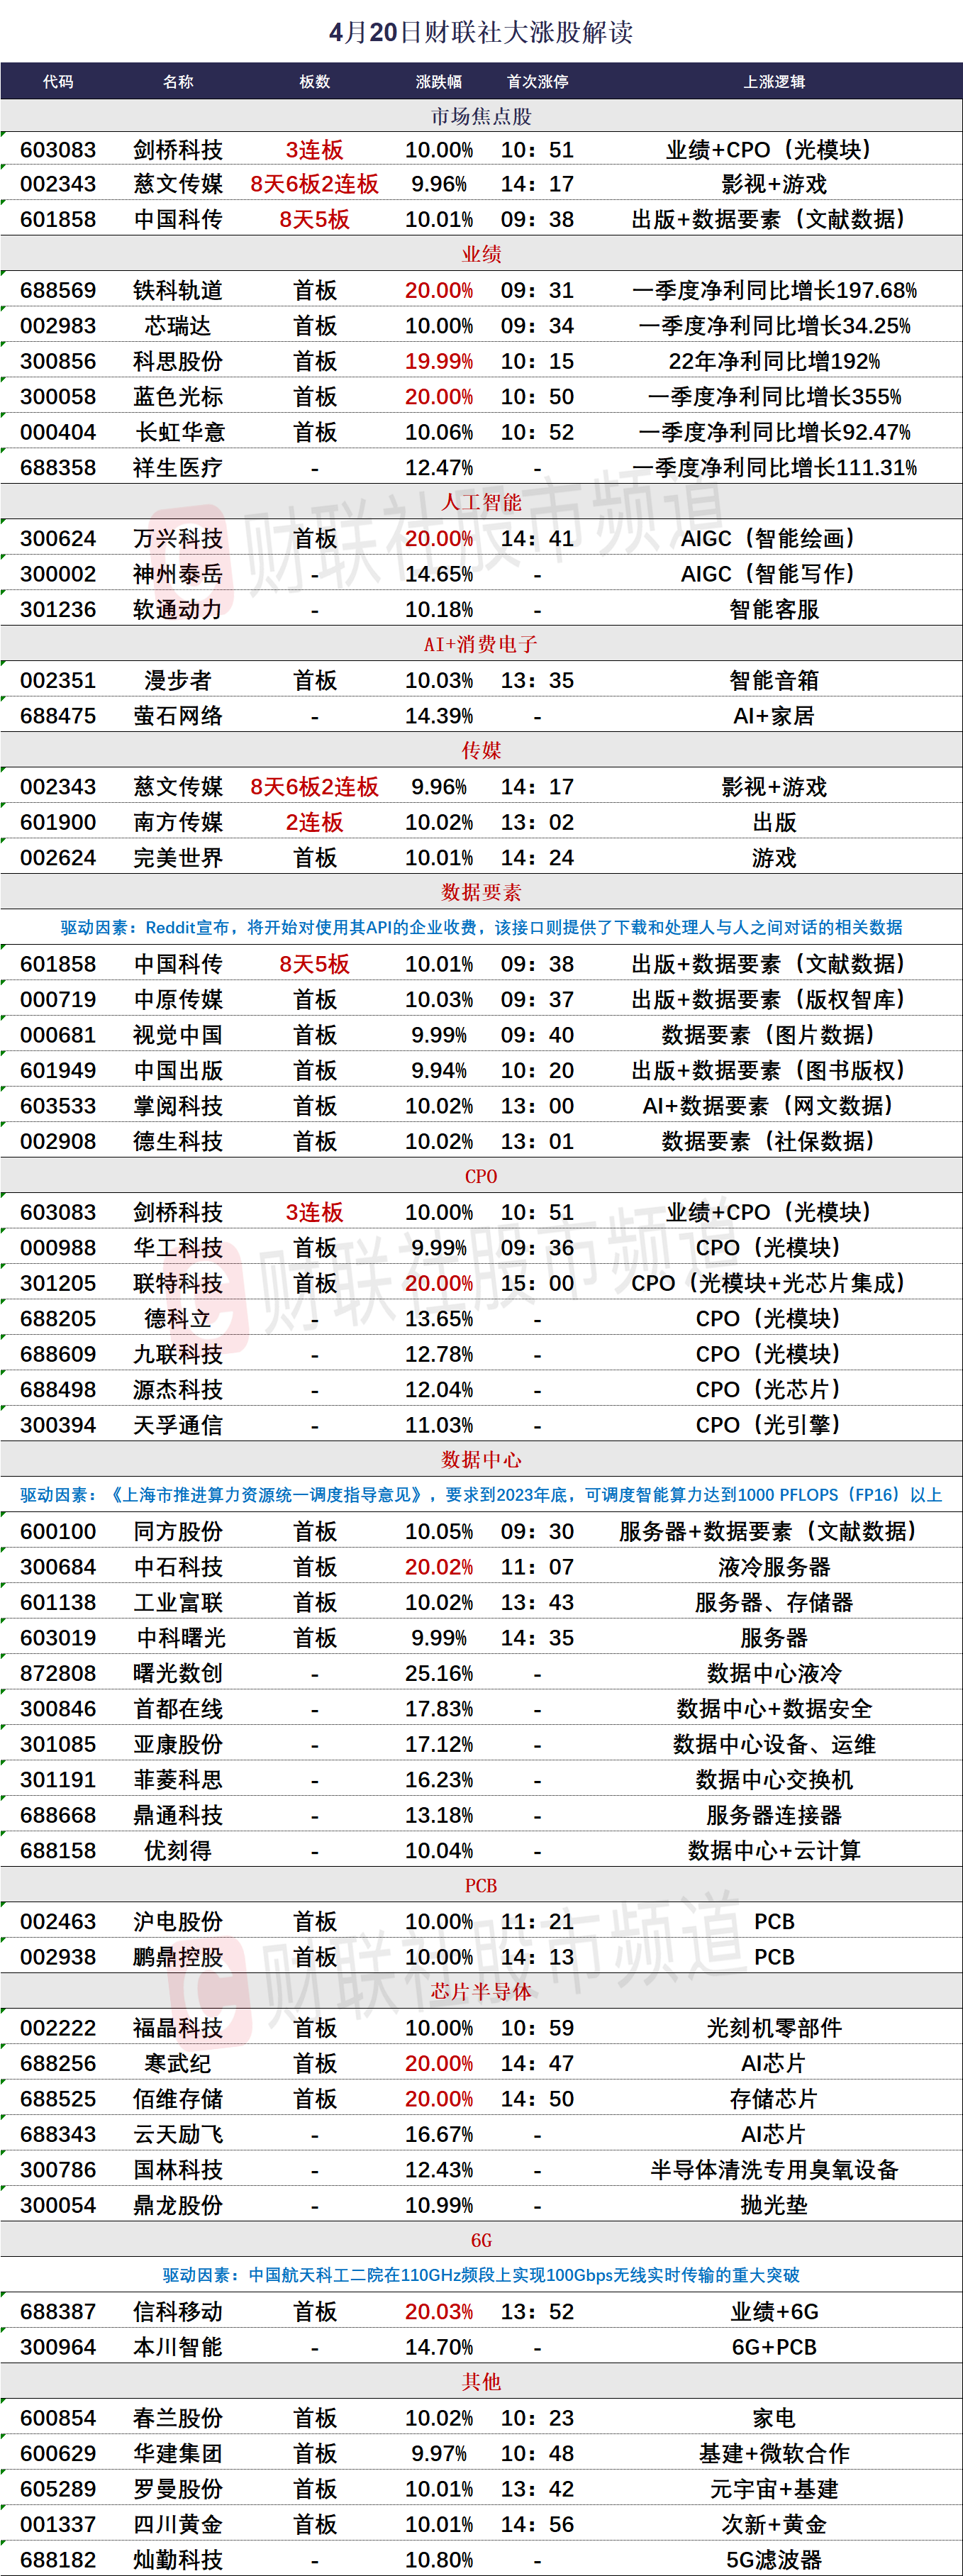 4月20日财联社大涨股解读
代码 名称 板数 涨跌幅 首次涨停 上涨逻辑
市场焦点股
603083 剑桥科技 3连板 10.00% 10：51 业绩+CPO（光模块）
002343 慈文传媒 8天6板2连板 9.96% 14：17 影视+游戏
601858 中国科传 8天5板 10.01% 09：38 出版+数据要素（文献数据）
业绩
688569 铁科轨道 首板 20.00% 09：31 一季度净利同比增长197.68%
002983 芯瑞达 首板 10.00% 09：34 一季度净利同比增长34.25%
300856 科思股份 首板 19.99% 10：15 22年净利同比增192%
300058 蓝色光标 首板 20.00% 10：50 一季度净利同比增长355%
000404 长虹华意 首板 10.06% 10：52 一季度净利同比增长92.47%
688358 祥生医疗 - 12.47% - 一季度净利同比增长111.31%
人工智能
300624 万兴科技 首板 20.00% 14：41 AIGC（智能绘画）
300002 神州泰岳 - 14.65% - AIGC（智能写作）
301236 软通动力 - 10.18% - 智能客服
财联社股市频道
AI+消费电子
002351 漫步者 首板 10.03% 13：35 智能音箱
688475 萤石网络 - 14.39% - AI+家居
传媒
002343 慈文传媒 8天6板2连板 9.96% 14：17 影视+游戏
601900 南方传媒 2连板 10.02% 13：02 出版
002624 完美世界 首板 10.01% 14：24 游戏
数据要素
驱动因素：Reddit宣布，将开始对使用其API的企业收费，该接口则提供了下载和处理人与人之间对话的相关数据
601858 中国科传 8天5板 10.01% 09：38 出版+数据要素（文献数据）
000719 中原传媒 首板 10.03% 09：37 出版+数据要素（版权智库）
000681 视觉中国 首板 9.99% 09：40 数据要素（图片数据）
601949 中国出版 首板 9.94% 10：20 出版+数据要素（图书版权）
603533 掌阅科技 首板 10.02% 13：00 AI+数据要素（网文数据）
002908 德生科技 首板 10.02% 13：01 数据要素（社保数据）
CPO
603083 剑桥科技 3连板 10.00% 10：51 业绩+CPO（光模块）
000988 华工科技 首板 9.99% 09：36 CPO（光模块）
301205 联特科技 首板 20.00% 15：00 CPO（光模块+光芯片集成）
688205 德科立 - 13.65% - CPO（光模块）
688609 九联科技 - 12.78% - CPO（光模块）
688498 源杰科技 - 12.04% - CPO（光芯片）
300394 天孚通信 - 11.03% - CPO（光引擎）
财联社股市频道
数据中心
驱动因素：《上海市推进算力资源统一调度指导意见》，要求到2023年底，可调度智能算力达到1000 PFLOPS（FP16）以上
600100 同方股份 首板 10.05% 09：30 服务器+数据要素（文献数据）
300684 中石科技 首板 20.02% 11：07 液冷服务器
601138 工业富联 首板 10.02% 13：43 服务器、存储器
603019 中科曙光 首板 9.99% 14：35 服务器
872808 曙光数创 - 25.16% - 数据中心液冷
300846 首都在线 - 17.83% - 数据中心+数据安全
301085 亚康股份 - 17.12% - 数据中心设备、运维
301191 菲菱科思 - 16.23% - 数据中心交换机
688668 鼎通科技 - 13.18% - 服务器连接器
688158 优刻得 - 10.04% - 数据中心+云计算
PCB
002463 沪电股份 首板 10.00% 11：21 PCB
002938 鹏鼎控股 首板 10.00% 14：13 PCB
财联社股市频道
芯片半导体
002222 福晶科技 首板 10.00% 10：59 光刻机零部件
688256 寒武纪 首板 20.00% 14：47 AI芯片
688525 佰维存储 首板 20.00% 14：50 存储芯片
688343 云天励飞 - 16.67% - AI芯片
300786 国林科技 - 12.43% - 半导体清洗专用臭氧设备
300054 鼎龙股份 - 10.99% - 抛光垫
6G
驱动因素：中国航天科工二院在110GHz频段上实现100Gbps无线实时传输的重大突破
688387 信科移动 首板 20.03% 13：52 业绩+6G
300964 本川智能 - 14.70% - 6G+PCB
其他
600854 春兰股份 首板 10.02% 10：23 家电
600629 华建集团 首板 9.97% 10：48 基建+微软合作
605289 罗曼股份 首板 10.01% 13：42 元宇宙+基建
001337 四川黄金 首板 10.01% 14：56 次新+黄金
688182 灿勤科技 - 10.80% - 5G滤波器